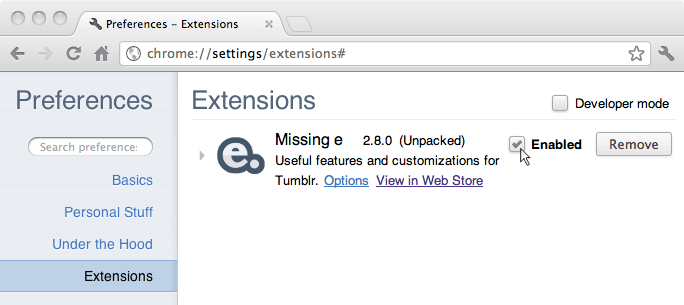 Preferences – Extensions
chrome://settings/extensions#
Preferences
Search preferences
Basics
Personal Stuff
Under the Hood
Extensions
Extensions
Developer mode
e.
Missing e 2.8.0 (Unpacked)
Enabled
Remove
Useful features and customizations for
Tumblr. Options View in Web Store